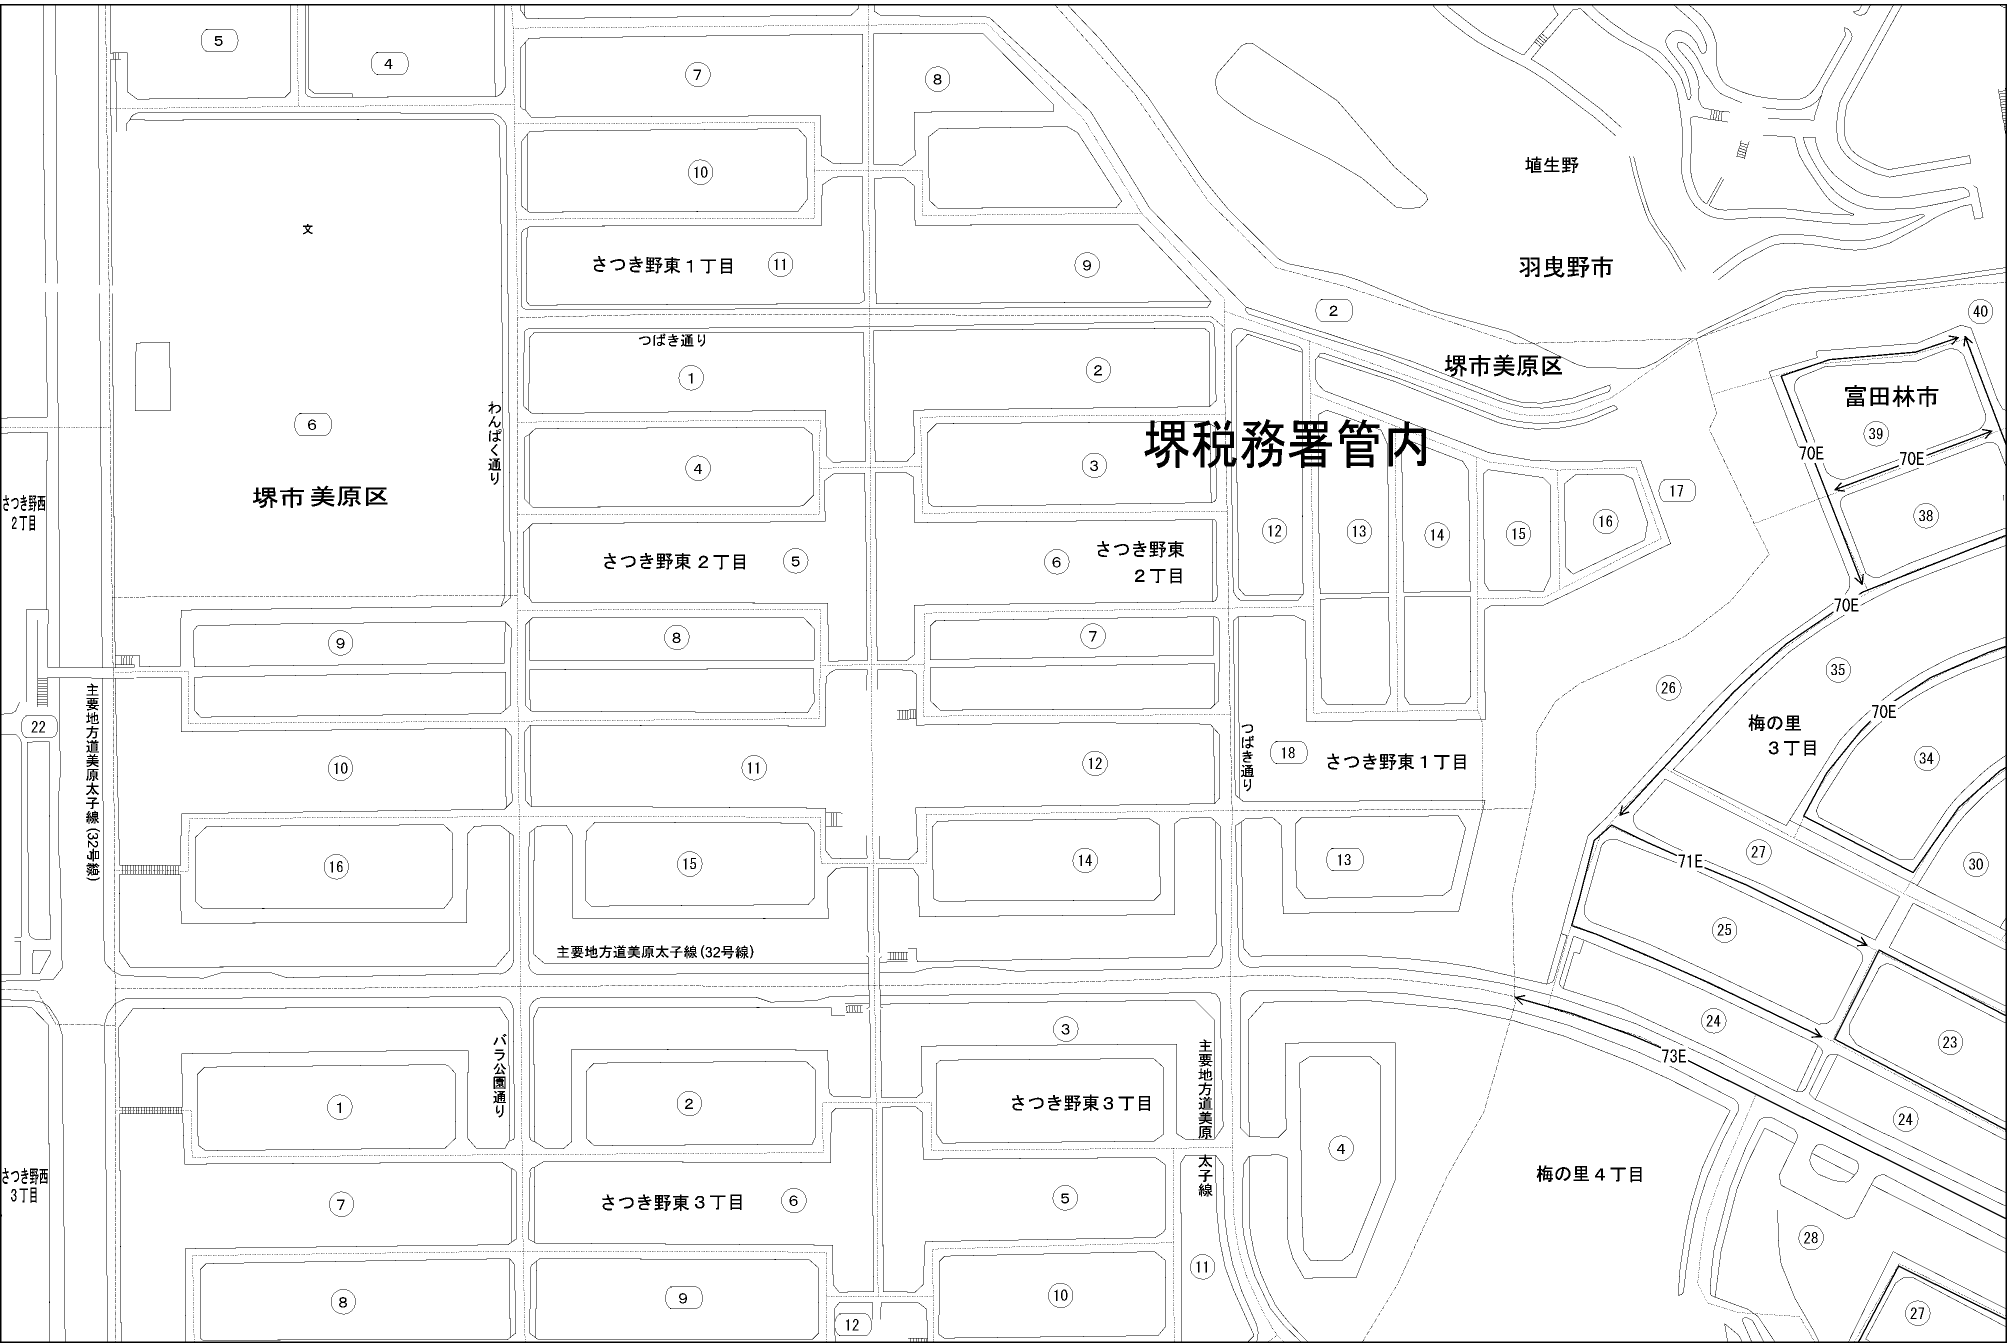 5
4
7
8
10
埴生野
文
さつき野東1丁目
11
9
羽曳野市
2
40
つばき通り
1
2
堺市美原区
富田林市
39
わんぱく通り
6
堺税務署管内
70E
70E
4
3
17
堺市美原区
さつき野西
2丁目
12
13
14
15
16
38
さつき野東2丁目
5
6
さつき野東
2丁目
70E
9
8
7
35
26
70E
22
主要地方道美原太子線(32号線)
梅の里
3丁目
つばき通り
18
さつき野東1丁目
34
10
11
12
16
15
14
13
71E
27
30
25
主要地方道美原太子線(32号線)
24
23
3
73E
バラ公園通り
主要地方道美原太子線
1
2
さつき野東3丁目
24
4
さつき野西
3丁目
梅の里4丁目
7
さつき野東3丁目
6
5
28
11
8
9
10
12
27